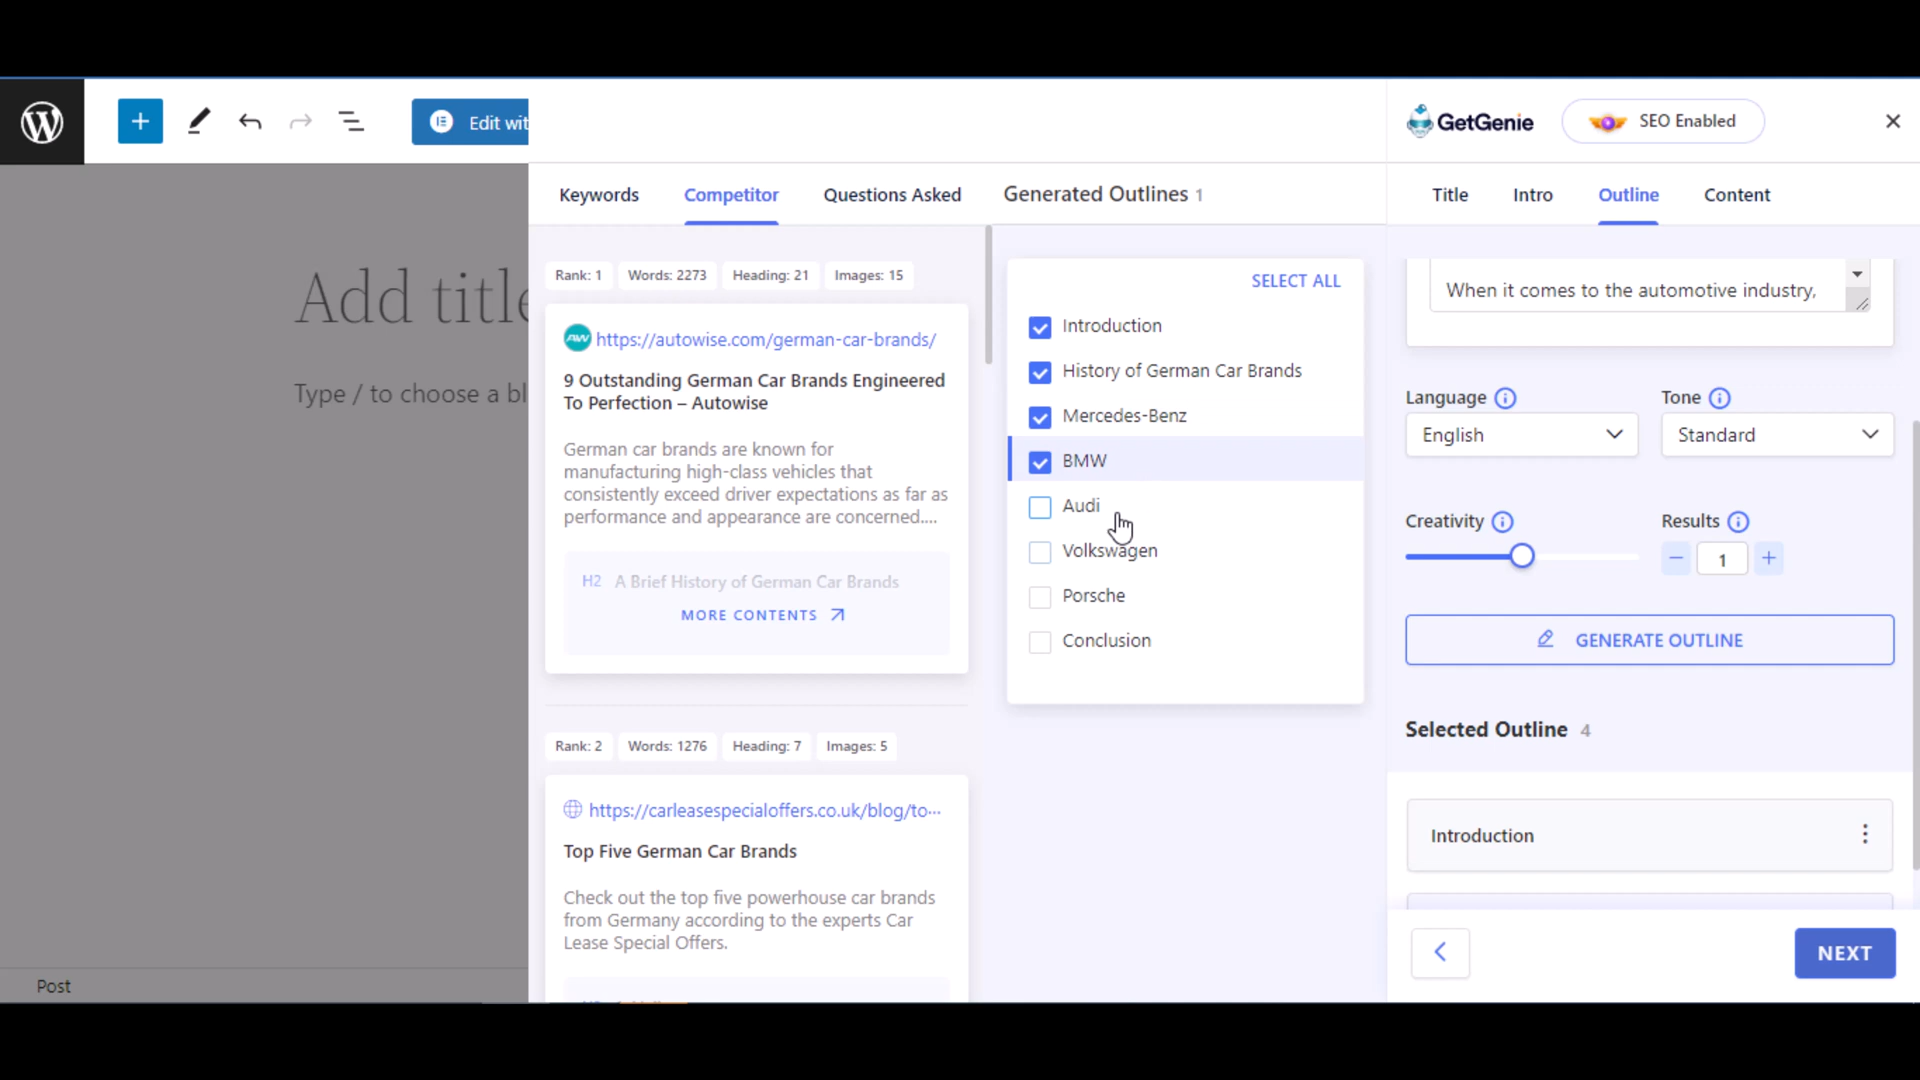 Edit wit
GetGenie
SEO Enabled
Keywords
Competitor
Questions Asked
Generated Outlines 1
Title
Intro
Outline
Content
Add title
Type / to choose a bl
Post
Rank: 1
Words: 2273
Heading: 21
Images: 15
https://autowise.com/german-car-brands/
9 Outstanding German Car Brands Engineered
To Perfection – Autowise
German car brands are known for
manufacturing high-class vehicles that
consistently exceed driver expectations as far as
performance and appearance are concerned....
H2 A Brief History of German Car Brands
MORE CONTENTS
Rank: 2
Words: 1276
Heading: 7
Images: 5
https://carleasespecialoffers.co.uk/blog/to...
Top Five German Car Brands
Check out the top five powerhouse car brands
from Germany according to the experts Car
Lease Special Offers.
SELECT ALL
Introduction
History of German Car Brands
Mercedes-Benz
BMW
Audi
Volkswagen
Porsche
Conclusion
When it comes to the automotive industry,
Language
Tone
English
Standard
Creativity
Results
1
GENERATE OUTLINE
Selected Outline 4
Introduction
NEXT